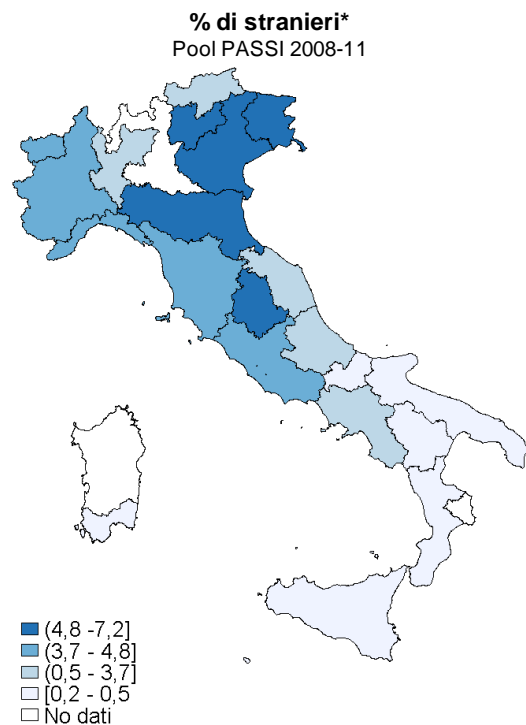 % di stranieri*
Pool PASSI 2008-11
(4,8 -7,2]
(3,7 - 4,8]
(0,5 - 3,7]
[0,2 - 0,5
No dati